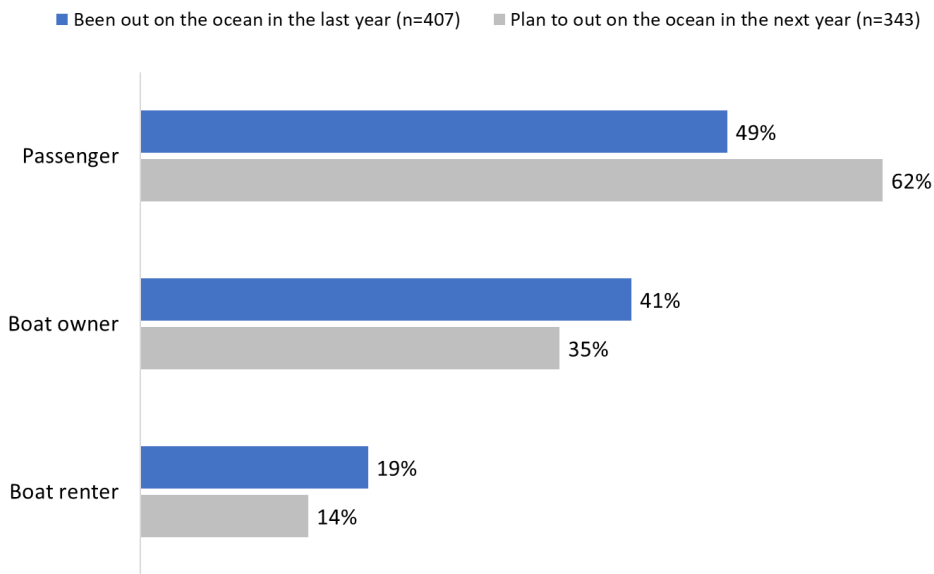 Been out on the ocean in the last year (n=407) Plan to out on the ocean in the next year (n=343)
Passenger
49%
62%
Boat owner
41%
35%
Boat renter
19%
14%